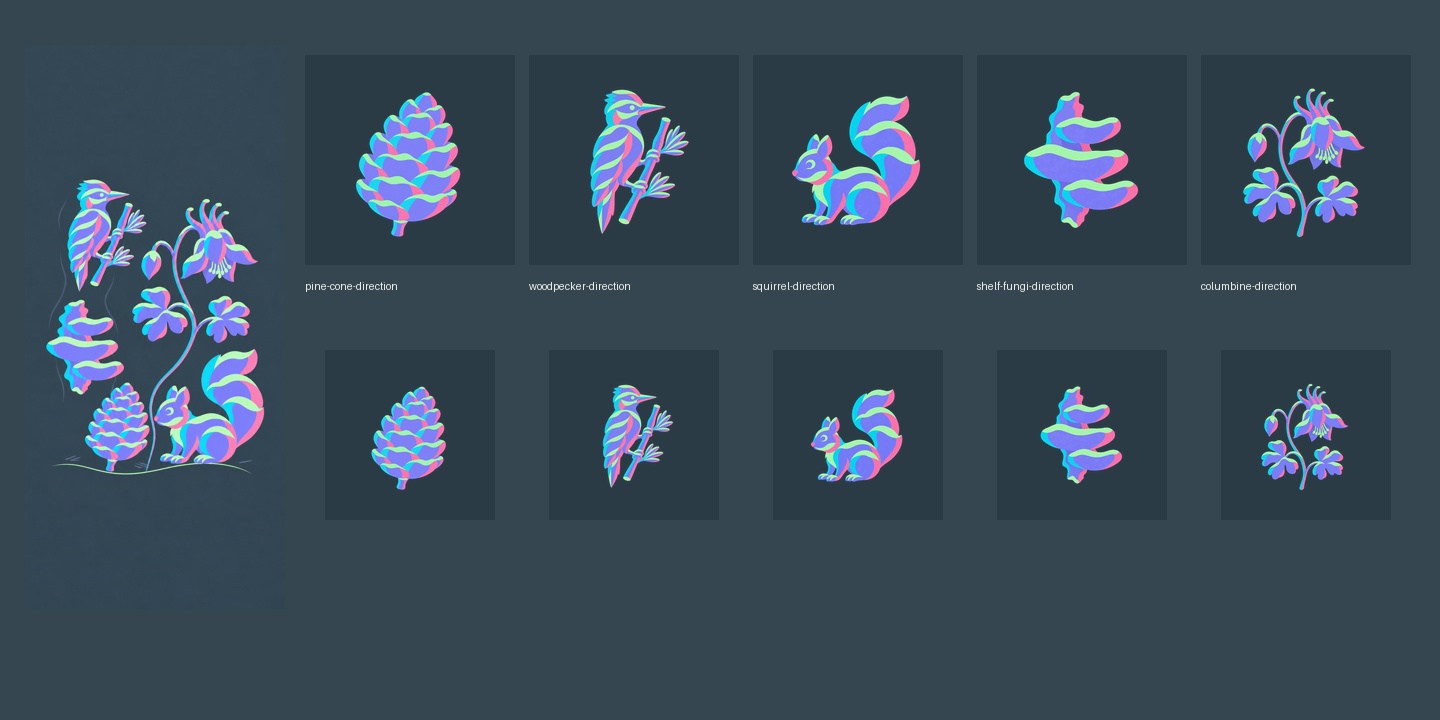 pine-cone-direction
woodpecker-direction
squirrel-direction
shelf-fungi-direction
columbine-direction